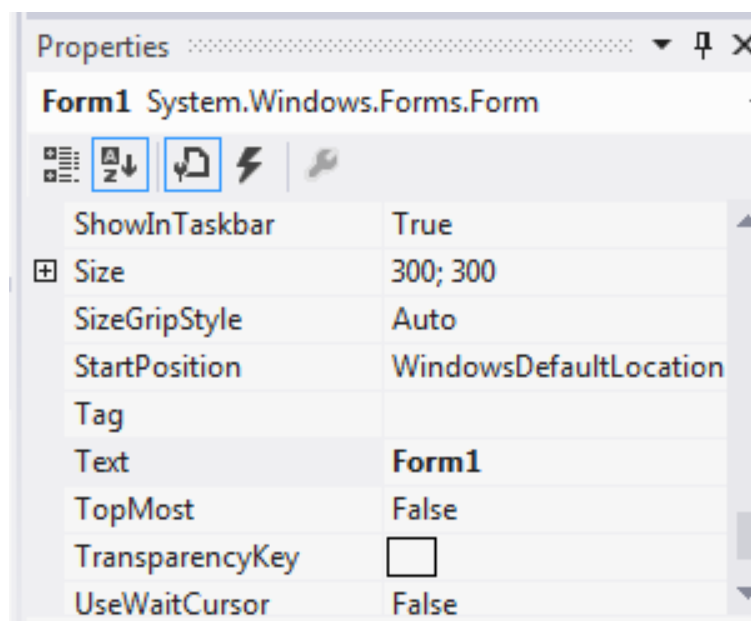 Properties
Form1 System.Windows.Forms.Form
ShowInTaskbar True
Size 300; 300
SizeGripStyle Auto
StartPosition WindowsDefaultLocation
Tag
Text Form1
TopMost False
TransparencyKey
UseWaitCursor False